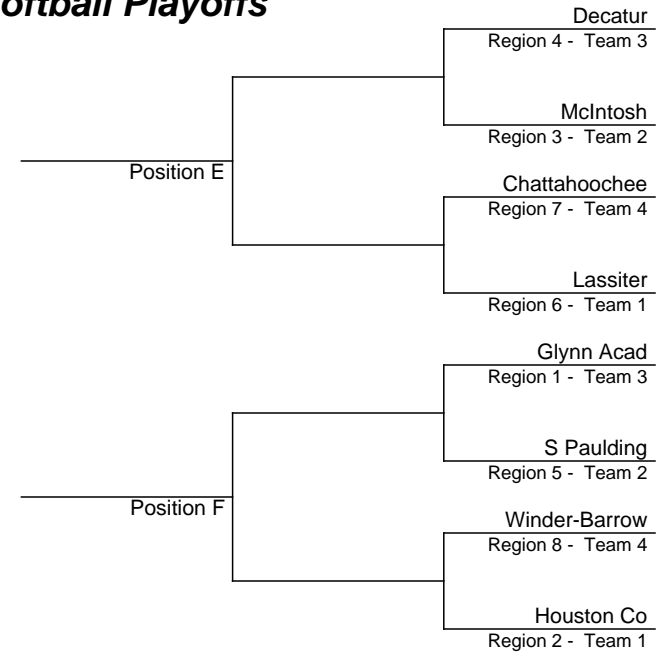 oftball Playoffs
Decatur
Region 4 - Team 3
McIntosh
Region 3 - Team 2
Position E
Chattahoochee
Region 7 - Team 4
Lassiter
Region 6 - Team 1
Glynn Acad
Region 1 - Team 3
S Paulding
Region 5 - Team 2
Position F
Winder-Barrow
Region 8 - Team 4
Houston Co
Region 2 - Team 1